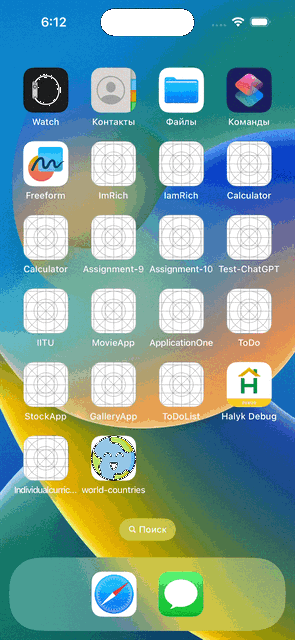 6:12
Watch Контакты Файлы Команды
Freeform ImRich IamRich Calculator
Calculator Assignment-9 Assignment-10 Test-ChatGPT
IITU MovieApp ApplicationOne ToDo
StockApp GalleryApp ToDoList Halyk Debug
Individualcurric... world-countries
Поиск